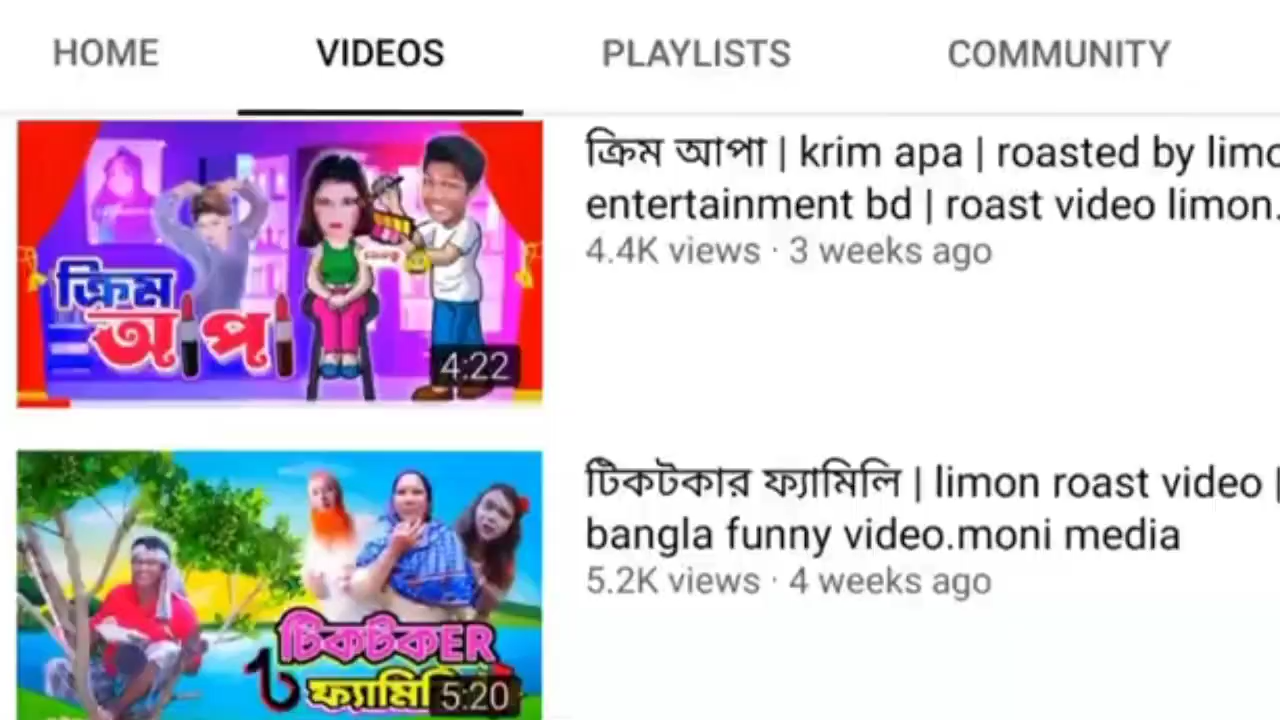 HOME VIDEOS PLAYLISTS COMMUNITY
ক্রিম আপা | krim apa | roasted by limo
entertainment bd | roast video limon.
4.4K views · 3 weeks ago
ক্রিম
আপা
4:22
টিকটকার ফ্যামিলি | limon roast video |
bangla funny video.moni media
5.2K views · 4 weeks ago
টিকটকER
ফ্যামি
5:20